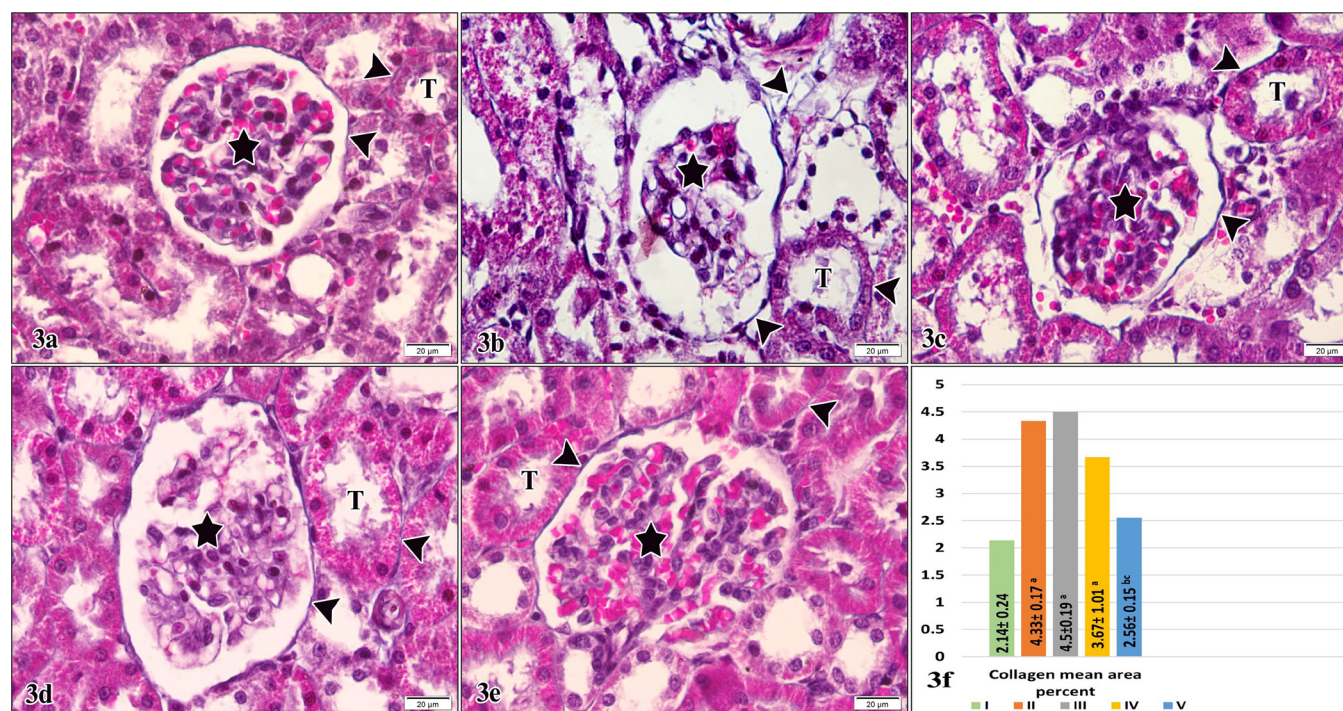 T
3a
20 µm
T
3b
20 µm
T
3c
20 µm
T
3d
20 µm
T
3e
20 µm
5
4.5
4
3.5
3
2.5
2
1.5
1
0.5
0
2.14± 0.24
4.33± 0.17 a
4.5±0.19 a
3.67± 1.01 a
2.56± 0.15 bc
3f
Collagen mean area
percent
I II III IV V